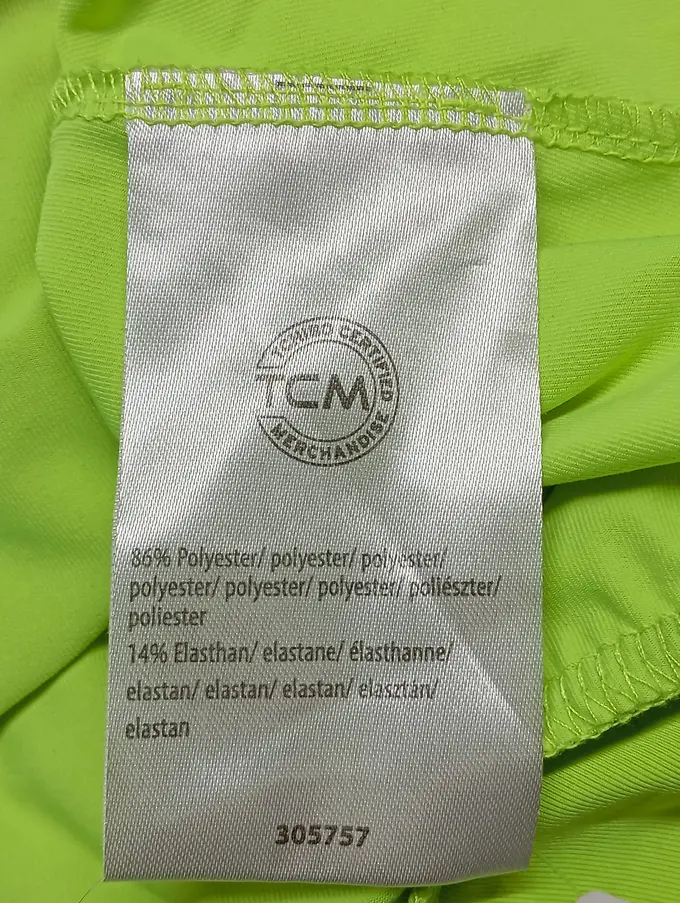 TCHIBO CERTIFIED
TCM
MERCHANDISE
86% Polyester/ polyester/ polyester/
polyester/ polyester/ polyester/ poliészter/
poliester
14% Elasthan/ elastane/ élasthanne/
elastan/ elastan/ elastan/ elasztán/
elastan
305757